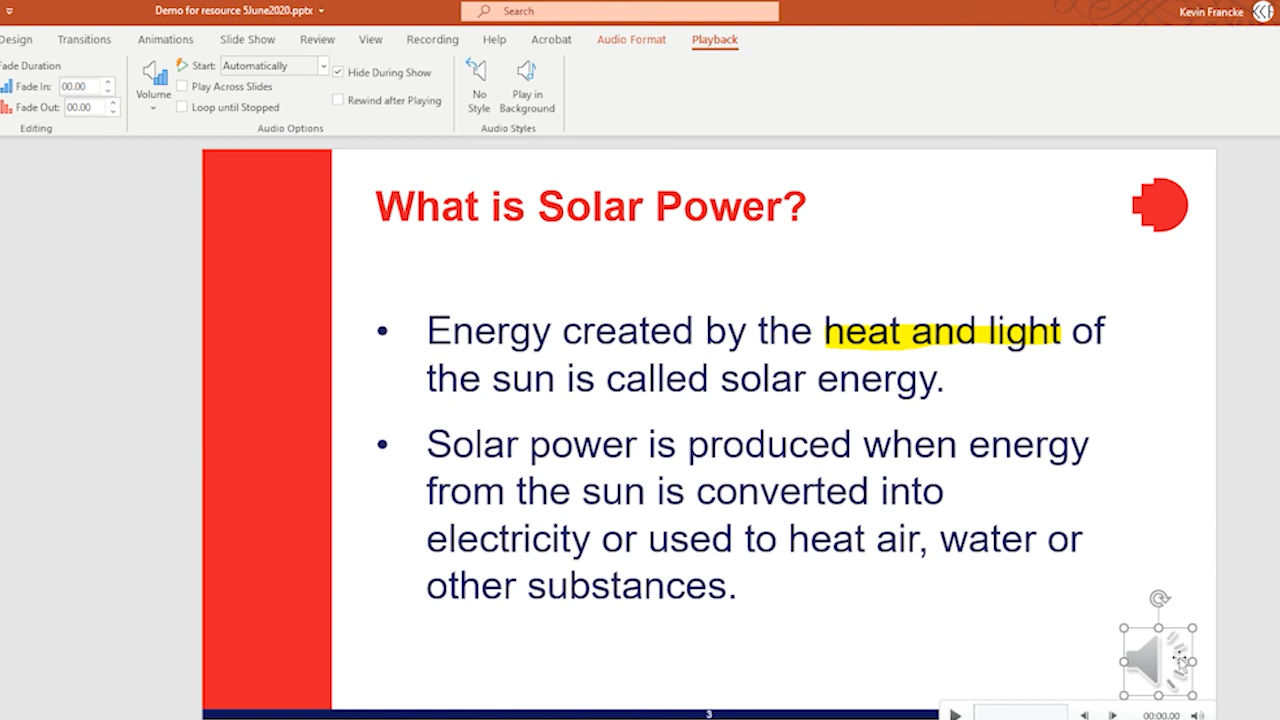 Demo for resource 5June2020.pptx
Search
Kevin Francke
Design Transitions Animations Slide Show Review View Recording Help Acrobat Audio Format Playback
Fade Duration
Fade In: 00.00
Fade Out: 00.00
Editing
Volume
Start: Automatically
Play Across Slides
Loop until Stopped
Hide During Show
Rewind after Playing
Audio Options
No
Style
Play in
Background
Audio Styles
What is Solar Power?
• Energy created by the heat and light of
the sun is called solar energy.
• Solar power is produced when energy
from the sun is converted into
electricity or used to heat air, water or
other substances.
3
00:00.00